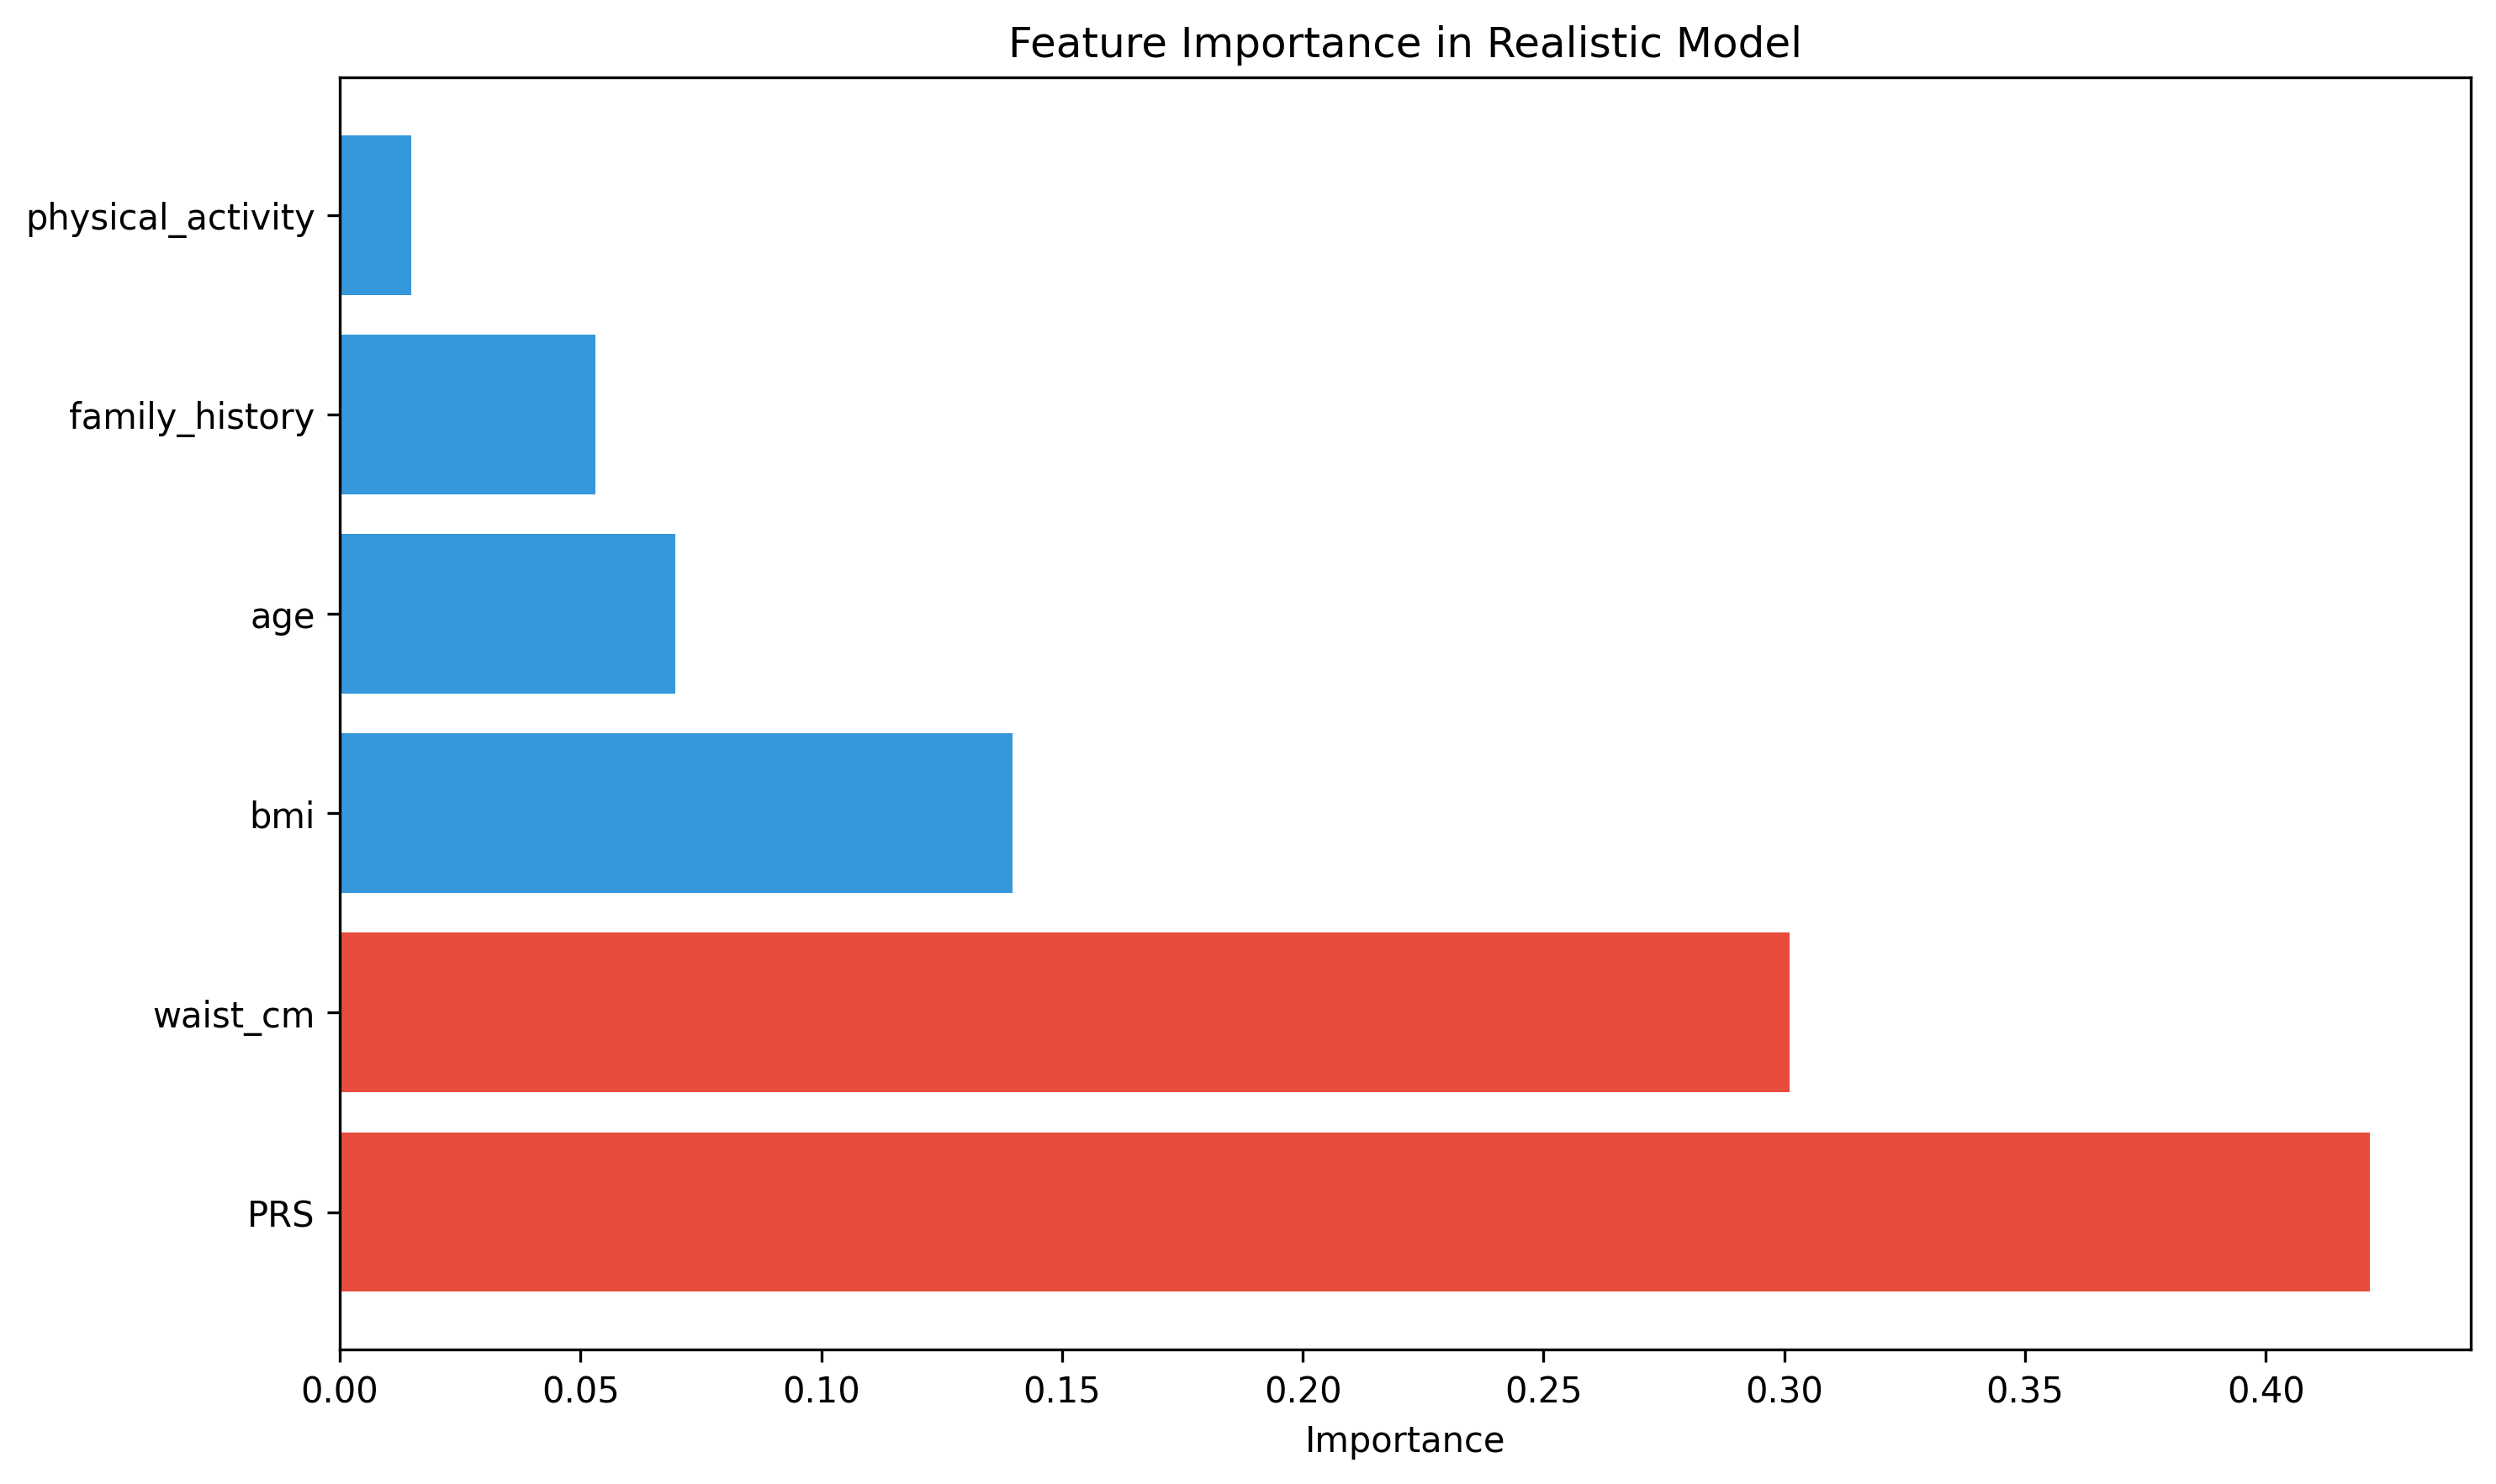 Feature Importance in Realistic Model
physical_activity
family_history
age
bmi
waist_cm
PRS
0.00 0.05 0.10 0.15 0.20 0.25 0.30 0.35 0.40
Importance